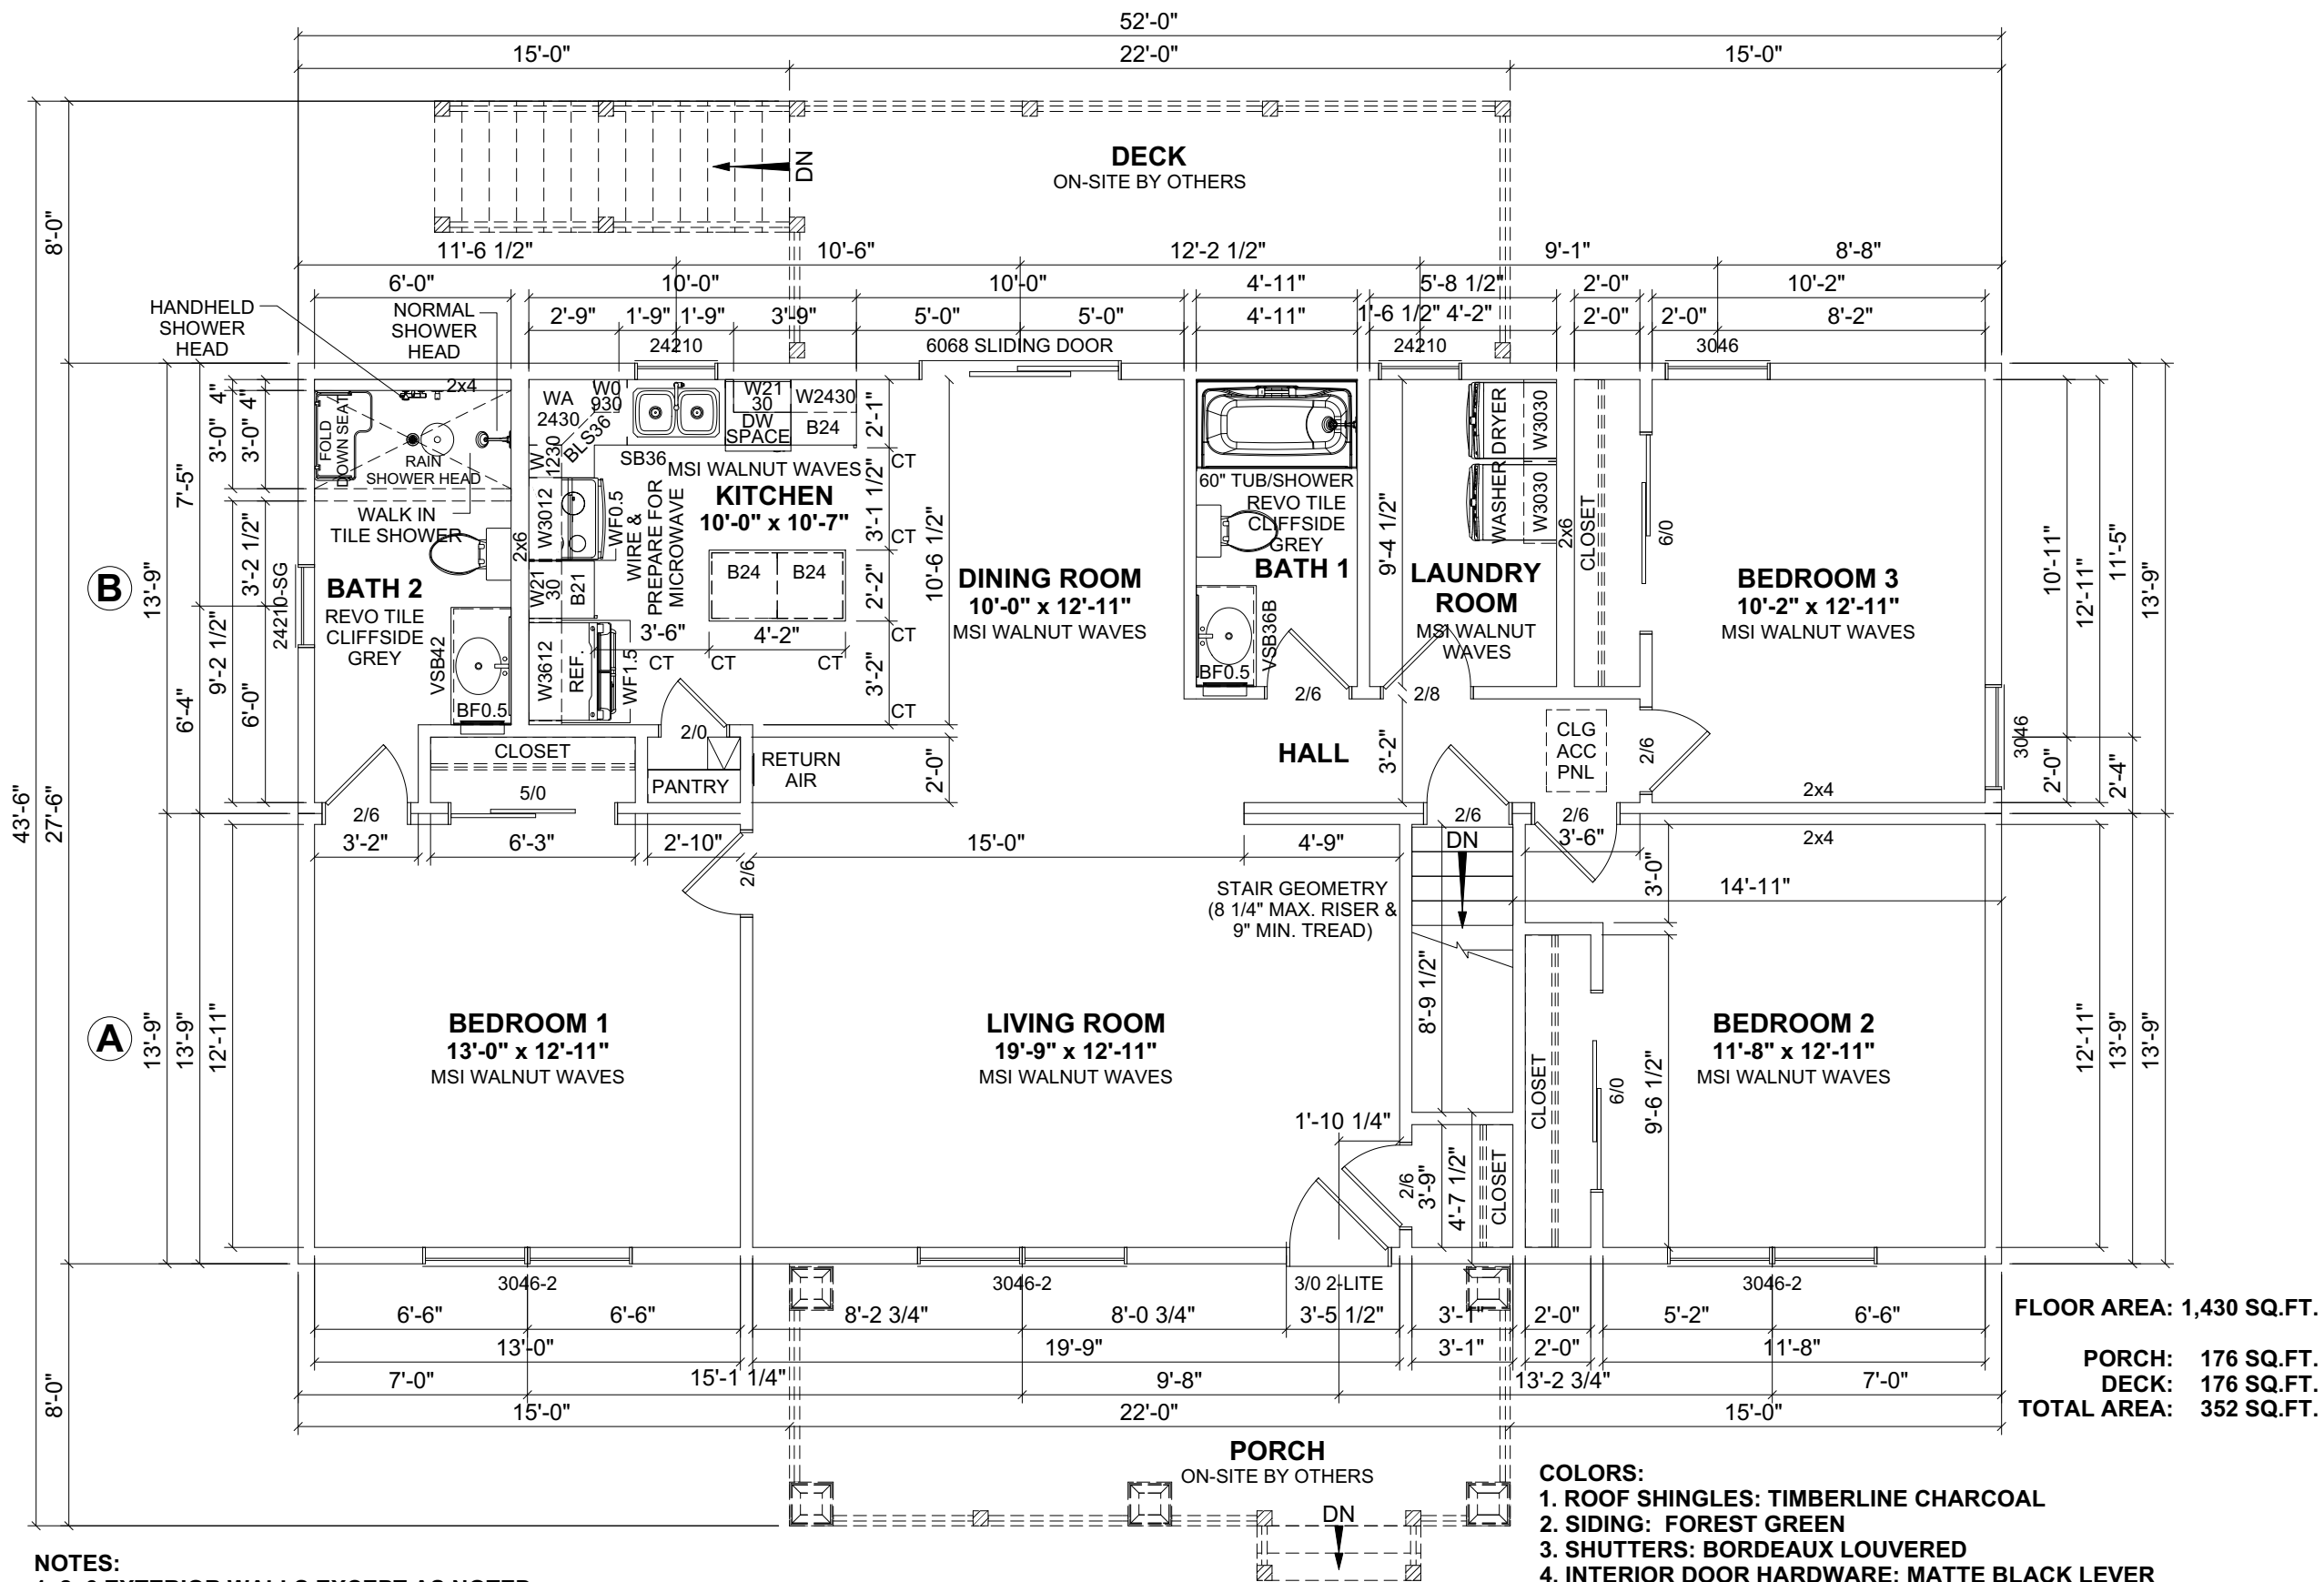 52'-0"
15'-0" 22'-0" 15'-0"
DECK
ON-SITE BY OTHERS
DN
8'-0"
11'-6 1/2" 10'-6" 12'-2 1/2" 9'-1" 8'-8"
6'-0" 10'-0" 10'-0" 4'-11" 5'-8 1/2" 2'-0" 10'-2"
2'-9" 1'-9" 1'-9" 3'-9" 5'-0" 5'-0" 4'-11" 1'-6 1/2" 4'-2" 2'-0" 2'-0" 8'-2"
HANDHELD
SHOWER
HEAD
NORMAL
SHOWER
HEAD
24210
6068 SLIDING DOOR
24210
3046
2x4
FOLD
DOWN SEAT
RAIN
SHOWER HEAD
WALK IN
TILE SHOWER
WA
2430
W0
930
W
1230
BLS36
SB36
W21
30
DW
SPACE
W2430
B24
MSI WALNUT WAVES
KITCHEN
10'-0" x 10'-7"
W3012
WF0.5
WIRE &
PREPARE FOR
MICROWAVE
W21
30
B21
W3612
REF.
WF1.5
B24
B24
3'-6"
4'-2"
CT
CT
CT
CT
CT
CT
CT
2'-1"
3'-1 1/2"
2'-2"
3'-2"
10'-6 1/2"
2'-0"
2x6
BATH 2
REVO TILE
CLIFFSIDE
GREY
VSB42
BF0.5
24210-SG
4"
3'-0"
4"
3'-0"
3'-2 1/2"
9'-2 1/2"
6'-0"
7'-5"
6'-4"
13'-9"
B
DINING ROOM
10'-0" x 12'-11"
MSI WALNUT WAVES
60" TUB/SHOWER
REVO TILE
CLIFFSIDE
GREY
BATH 1
VSB36B
BF0.5
2/6
9'-4 1/2"
WASHER
DRYER
W3030
W3030
LAUNDRY
ROOM
MSI WALNUT
WAVES
2/8
2x6
CLOSET
6/0
BEDROOM 3
10'-2" x 12'-11"
MSI WALNUT WAVES
3046
10'-11"
2'-0"
12'-11"
11'-5"
2'-4"
13'-9"
CLOSET
5/0
2/0
PANTRY
RETURN
AIR
HALL
3'-2"
CLG
ACC
PNL
2/6
2x4
2x4
2/6
2/6
2/6
3'-2"
6'-3"
2'-10"
2/6
15'-0"
4'-9"
DN
3'-6"
3'-0"
14'-11"
STAIR GEOMETRY
(8 1/4" MAX. RISER &
9" MIN. TREAD)
8'-9 1/2"
43'-6"
27'-6"
A
13'-9"
13'-9"
12'-11"
BEDROOM 1
13'-0" x 12'-11"
MSI WALNUT WAVES
LIVING ROOM
19'-9" x 12'-11"
MSI WALNUT WAVES
BEDROOM 2
11'-8" x 12'-11"
MSI WALNUT WAVES
CLOSET
6/0
9'-6 1/2"
12'-11"
13'-9"
13'-9"
1'-10 1/4"
2/6
3'-9"
4'-7 1/2"
CLOSET
3046-2
3046-2
3/0 2-LITE
3046-2
6'-6" 6'-6" 8'-2 3/4" 8'-0 3/4" 3'-5 1/2" 3'-1" 2'-0" 5'-2" 6'-6"
13'-0" 19'-9" 3'-1" 2'-0" 11'-8"
7'-0" 15'-1 1/4" 9'-8" 13'-2 3/4" 7'-0"
15'-0" 22'-0" 15'-0"
8'-0"
FLOOR AREA: 1,430 SQ.FT.
PORCH: 176 SQ.FT.
DECK: 176 SQ.FT.
TOTAL AREA: 352 SQ.FT.
PORCH
ON-SITE BY OTHERS
DN
COLORS:
1. ROOF SHINGLES: TIMBERLINE CHARCOAL
2. SIDING: FOREST GREEN
3. SHUTTERS: BORDEAUX LOUVERED
4. INTERIOR DOOR HARDWARE: MATTE BLACK LEVER
NOTES: